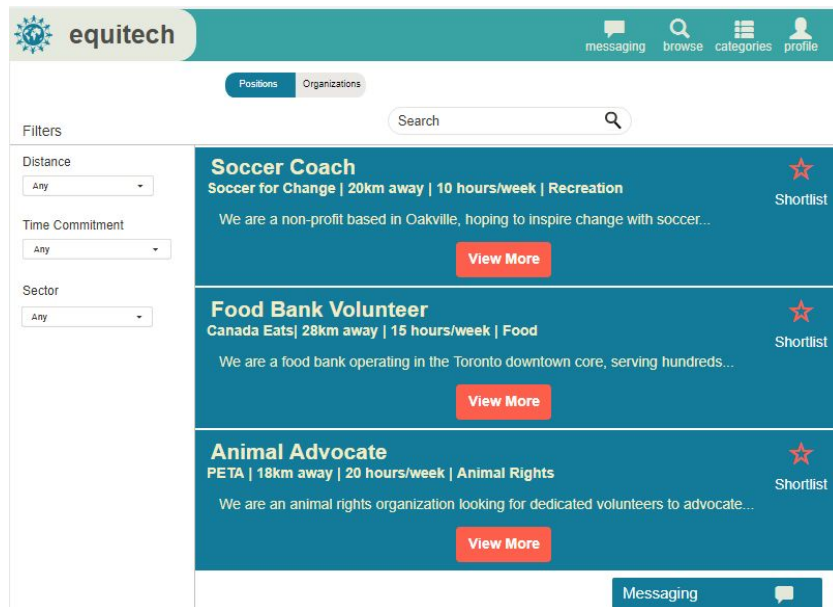 equitech
messaging browse categories profile
Positions Organizations
Search
Filters
Distance
Any
Time Commitment
Any
Sector
Any
Soccer Coach
Soccer for Change | 20km away | 10 hours/week | Recreation
We are a non-profit based in Oakville, hoping to inspire change with soccer...
View More
Shortlist
Food Bank Volunteer
Canada Eats| 28km away | 15 hours/week | Food
We are a food bank operating in the Toronto downtown core, serving hundreds...
View More
Shortlist
Animal Advocate
PETA | 18km away | 20 hours/week | Animal Rights
We are an animal rights organization looking for dedicated volunteers to advocate...
View More
Shortlist
Messaging